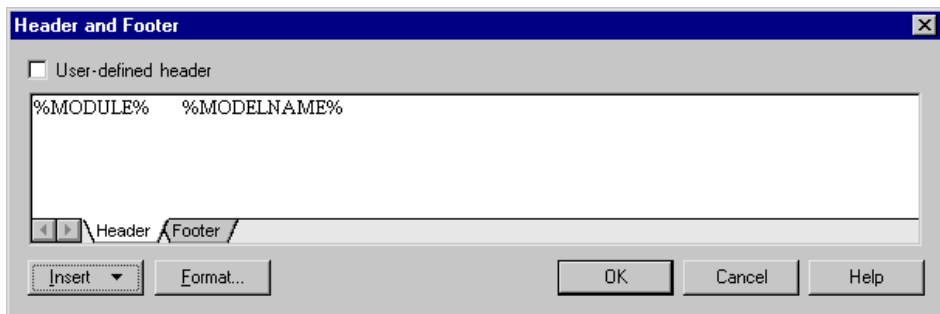 Header and Footer
User-defined header
%MODULE% %MODELNAME%
Header Footer
Insert Format... OK Cancel Help